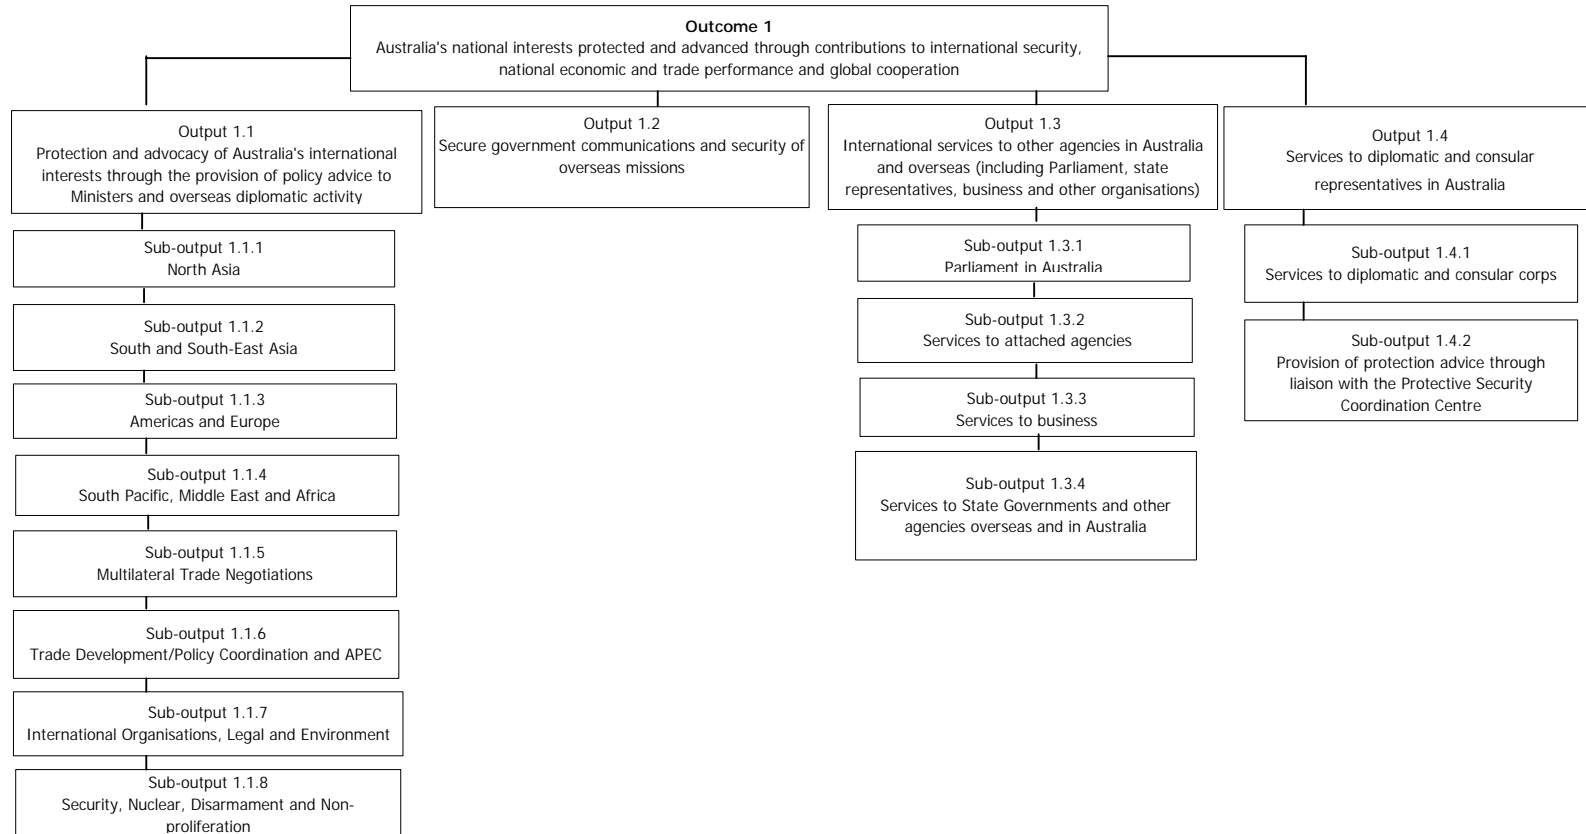 Outcome 1
Australia's national interests protected and advanced through contributions to international security,
national economic and trade performance and global cooperation
Output 1.1
Protection and advocacy of Australia's international
interests through the provision of policy advice to
Ministers and overseas diplomatic activity
Output 1.2
Secure government communications and security of
overseas missions
Output 1.3
International services to other agencies in Australia
and overseas (including Parliament, state
representatives, business and other organisations)
Output 1.4
Services to diplomatic and consular
representatives in Australia
Sub-output 1.1.1
North Asia
Sub-output 1.1.2
South and South-East Asia
Sub-output 1.1.3
Americas and Europe
Sub-output 1.1.4
South Pacific, Middle East and Africa
Sub-output 1.1.5
Multilateral Trade Negotiations
Sub-output 1.1.6
Trade Development/Policy Coordination and APEC
Sub-output 1.1.7
International Organisations, Legal and Environment
Sub-output 1.1.8
Security, Nuclear, Disarmament and Non-
proliferation
Sub-output 1.3.1
Parliament in Australia
Sub-output 1.3.2
Services to attached agencies
Sub-output 1.3.3
Services to business
Sub-output 1.3.4
Services to State Governments and other
agencies overseas and in Australia
Sub-output 1.4.1
Services to diplomatic and consular corps
Sub-output 1.4.2
Provision of protection advice through
liaison with the Protective Security
Coordination Centre